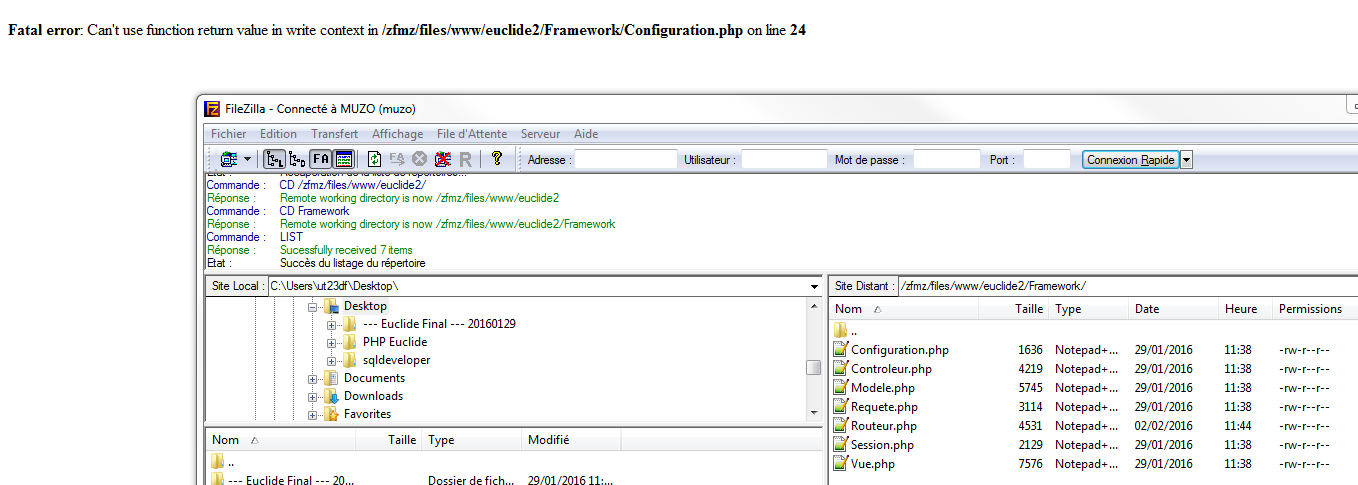 Fatal error: Can't use function return value in write context in /zfmz/files/www/euclide2/Framework/Configuration.php on line 24
FileZilla - Connecté à MUZO (muzo)
Fichier Edition Transfert Affichage File d'Attente Serveur Aide
FA FA R ? Adresse : Utilisateur : Mot de passe : Port : Connexion Rapide
Etat : Récupération de la liste de répertoires...
Commande : CD /zfmz/files/www/euclide2/
Réponse : Remote working directory is now /zfmz/files/www/euclide2
Commande : CD Framework
Réponse : Remote working directory is now /zfmz/files/www/euclide2/Framework
Commande : LIST
Réponse : Sucessfully received 7 items
Etat : Succès du listage du répertoire
Site Local : C:\Users\ut23df\Desktop\
Desktop
--- Euclide Final --- 20160129
PHP Euclide
sqldeveloper
Documents
Downloads
Favorites
Nom Taille Type Modifié
..
--- Euclide Final --- 20... Dossier de fich... 29/01/2016 11:...
Site Distant : /zfmz/files/www/euclide2/Framework/
Nom Taille Type Date Heure Permissions
..
Configuration.php 1636 Notepad+... 29/01/2016 11:38 -rw-r--r--
Controleur.php 4219 Notepad+... 29/01/2016 11:38 -rw-r--r--
Modele.php 5745 Notepad+... 29/01/2016 11:38 -rw-r--r--
Requete.php 3114 Notepad+... 29/01/2016 11:38 -rw-r--r--
Routeur.php 4531 Notepad+... 02/02/2016 11:44 -rw-r--r--
Session.php 2129 Notepad+... 29/01/2016 11:38 -rw-r--r--
Vue.php 7576 Notepad+... 29/01/2016 11:38 -rw-r--r--